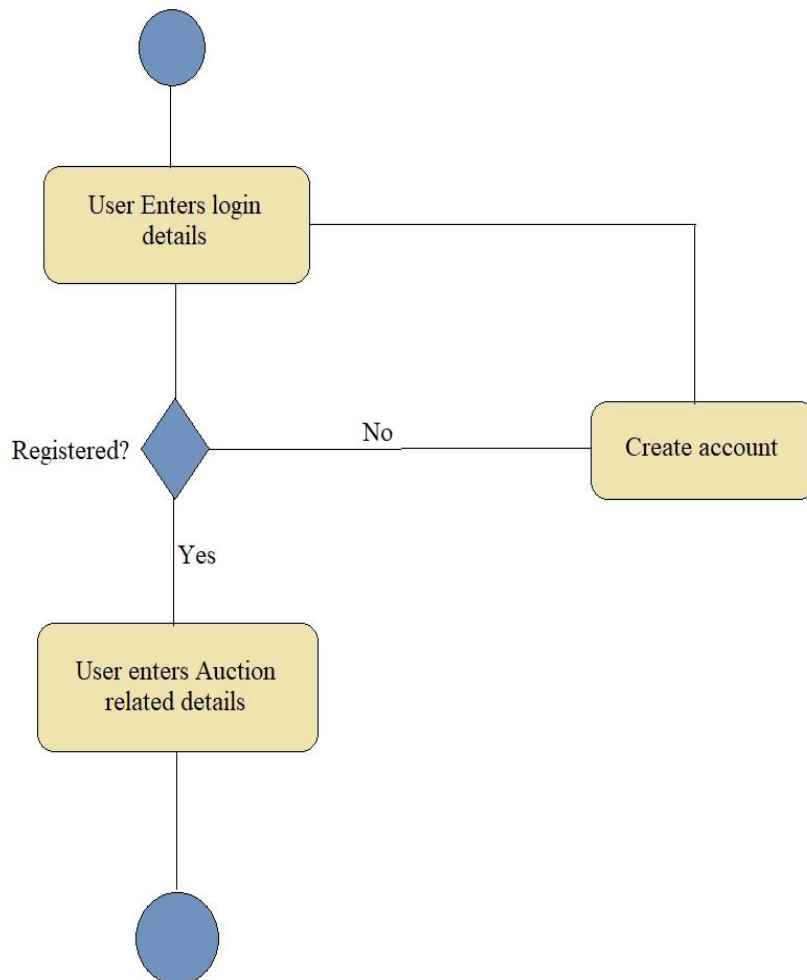 User Enters login
details
Registered?
No
Create account
Yes
User enters Auction
related details